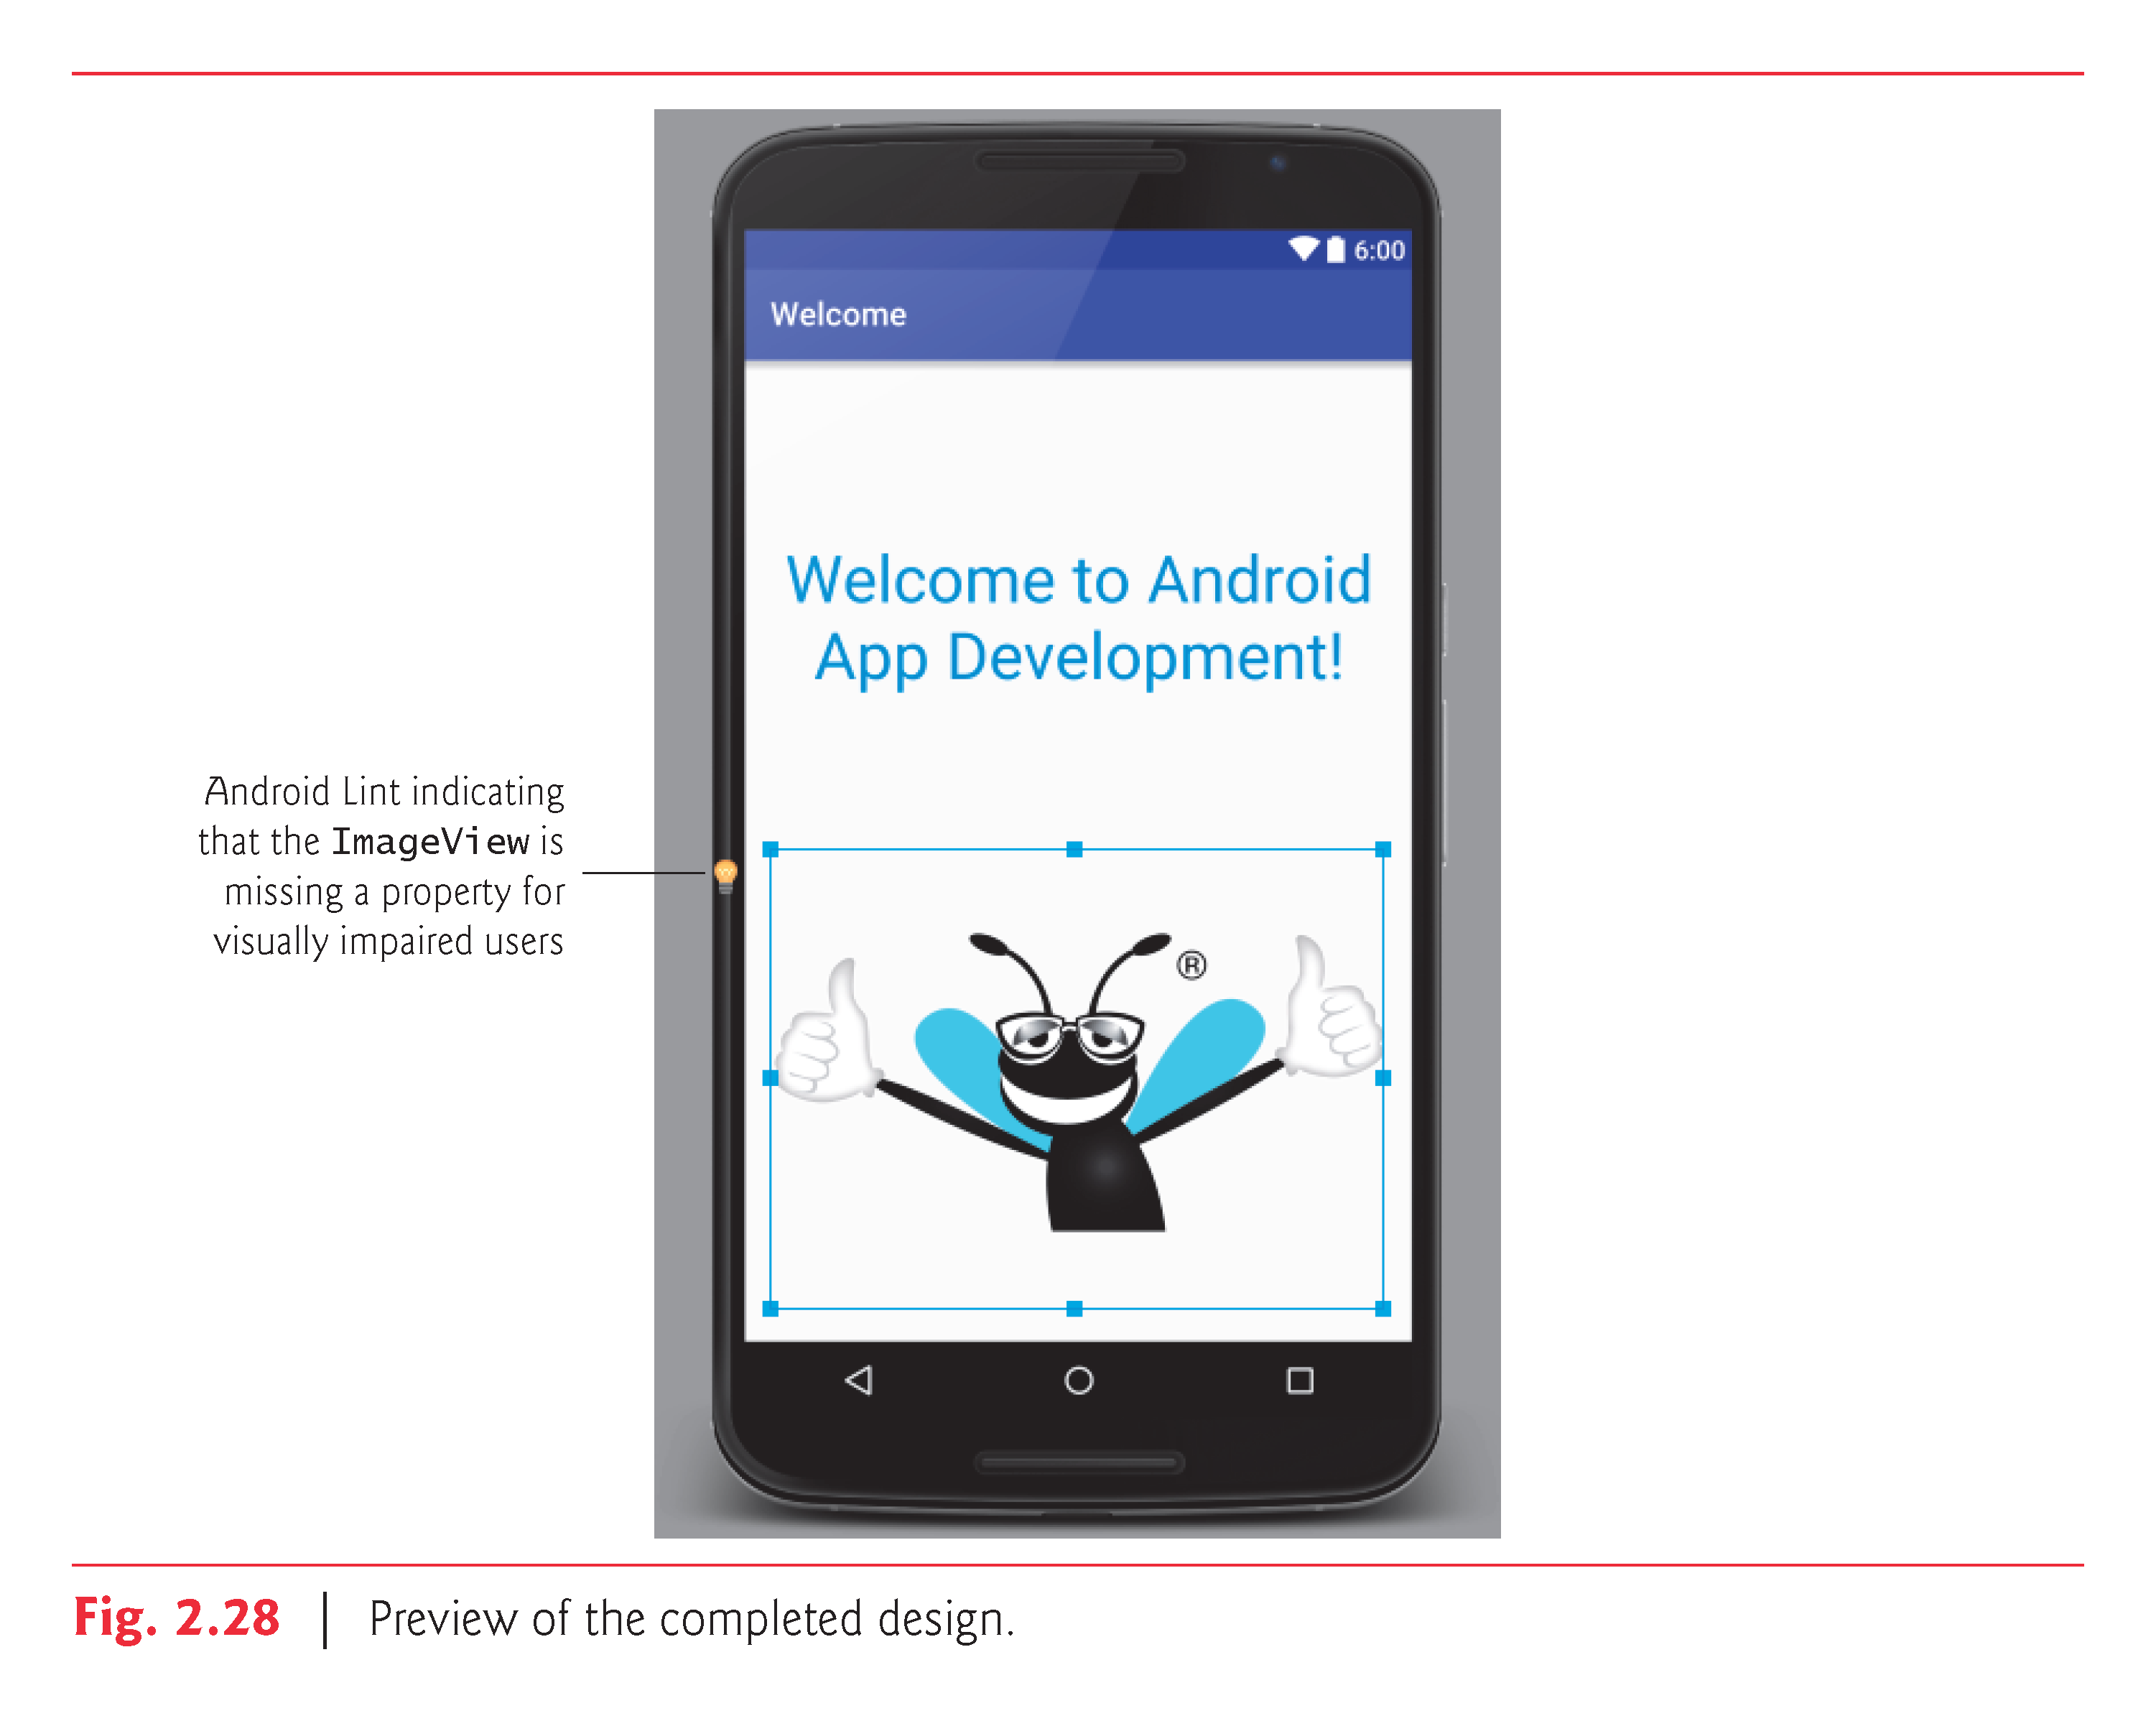 6:00
Welcome
Welcome to Android
App Development!
Android Lint indicating
that the ImageView is
missing a property for
visually impaired users
®
Fig. 2.28 | Preview of the completed design.